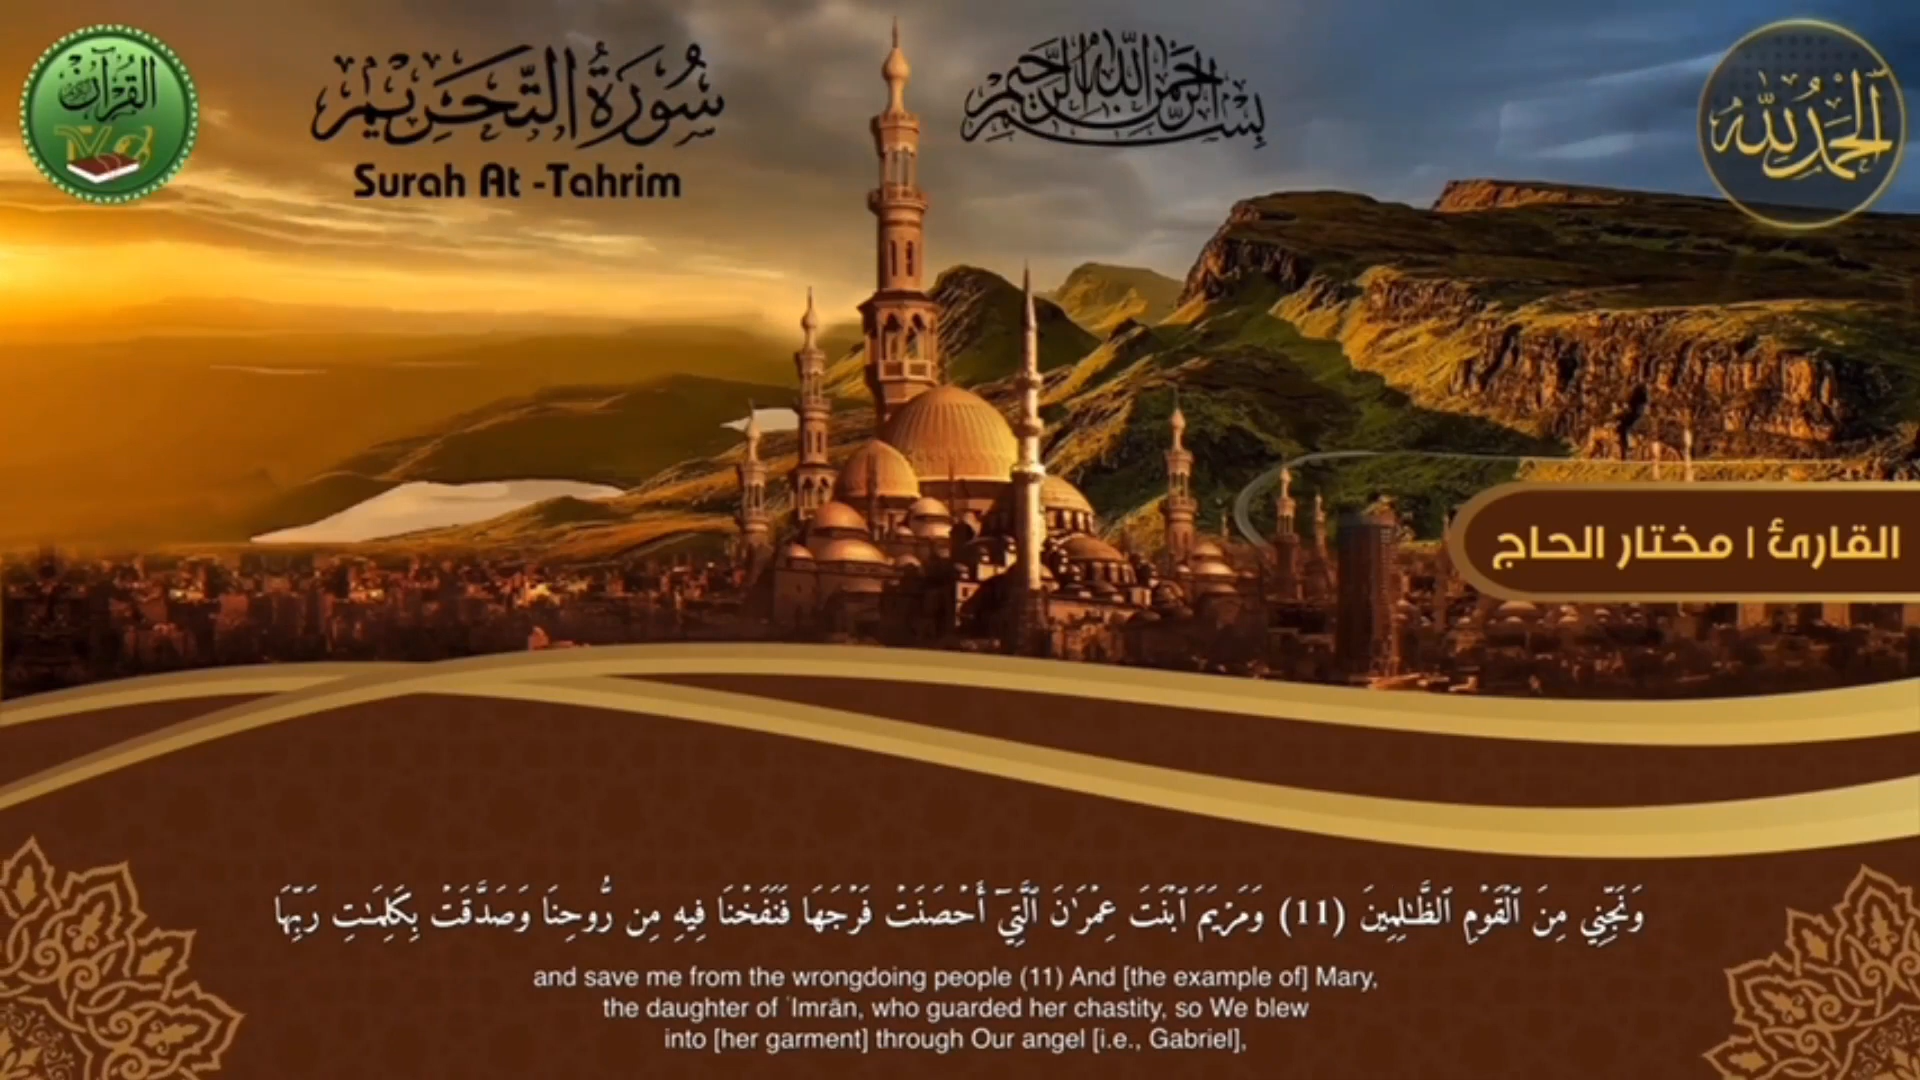 القرآن
سُورَةُ التَّحْرِيمِ
Surah At -Tahrim
بسم الله الرحمن الرحيم
الحمد لله
القارئ | مختار الحاج
وَنَجِّنِي مِنَ ٱلْقَوْمِ ٱلظَّـٰلِمِينَ (11) وَمَرْيَمَ ٱبْنَتَ عِمْرَٰنَ ٱلَّتِيٓ أَحْصَنَتْ فَرْجَهَا فَنَفَخْنَا فِيهِ مِن رُّوحِنَا وَصَدَّقَتْ بِكَلِمَـٰتِ رَبِّهَا
and save me from the wrongdoing people (11) And [the example of] Mary,
the daughter of ʿImrān, who guarded her chastity, so We blew
into [her garment] through Our angel [i.e., Gabriel],